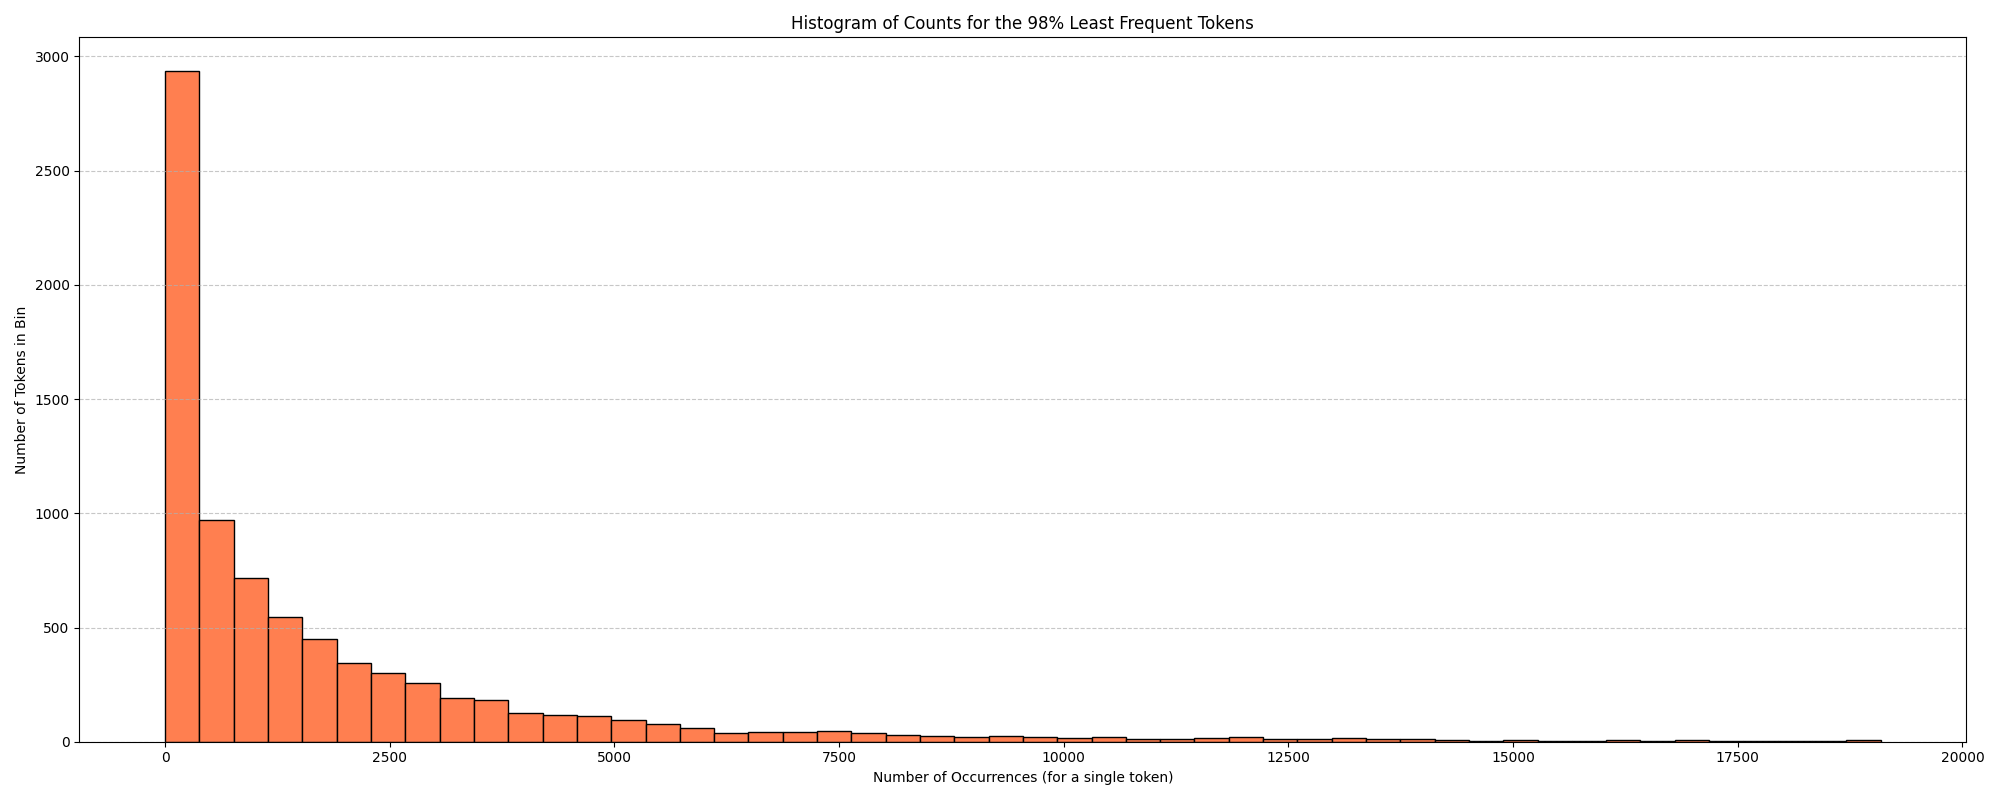 Histogram of Counts for the 98% Least Frequent Tokens
Number of Tokens in Bin
3000
2500
2000
1500
1000
500
0
0 2500 5000 7500 10000 12500 15000 17500 20000
Number of Occurrences (for a single token)